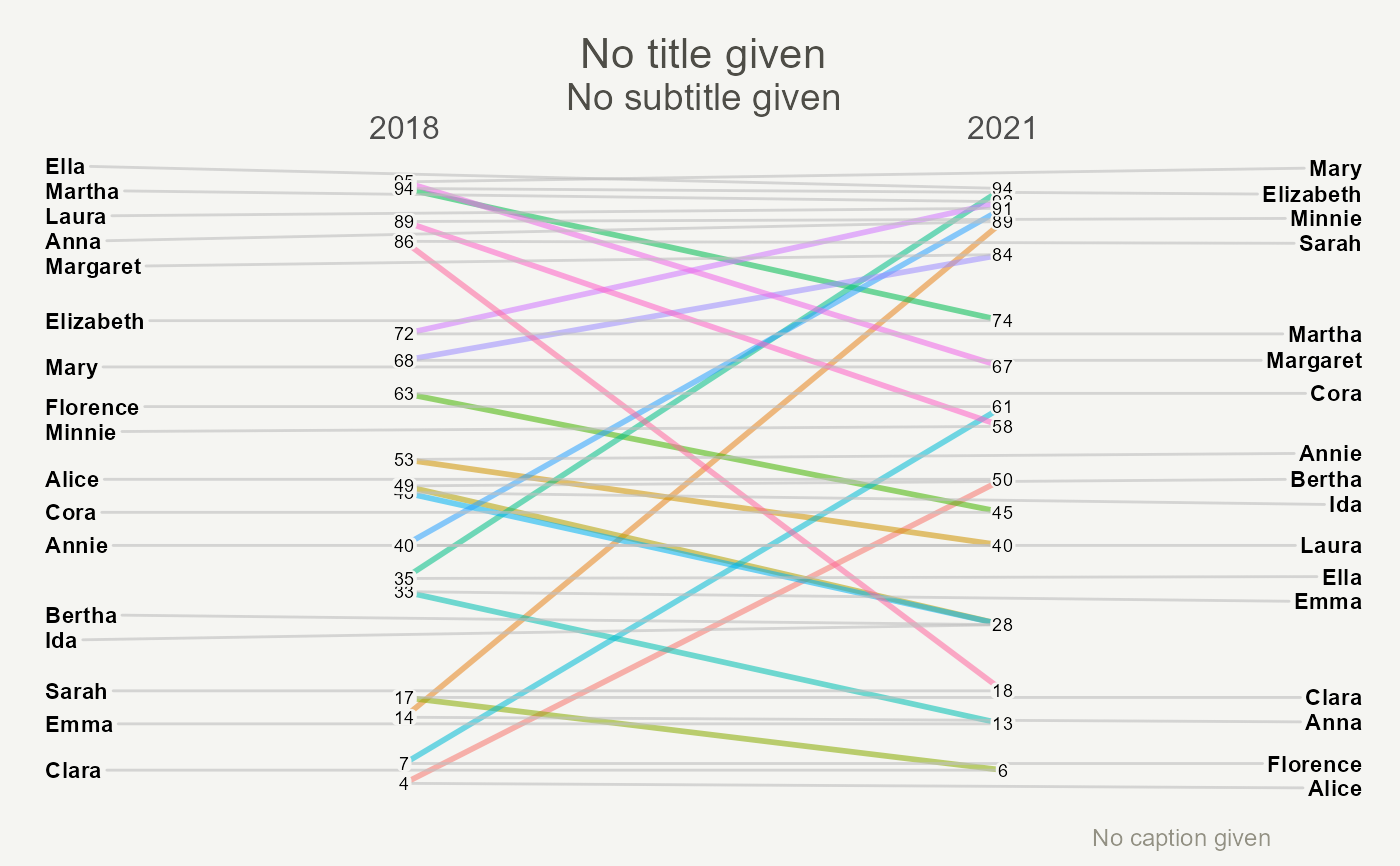 No title given
No subtitle given
2018 2021
Ella
Martha
Laura
Anna
Margaret
Elizabeth
Mary
Florence
Minnie
Alice
Cora
Annie
Bertha
Ida
Sarah
Emma
Clara
94
89
86
72
68
63
53
49
40
35
33
17
14
7
4
94
91
89
84
74
67
61
58
50
45
40
28
18
13
6
Mary
Elizabeth
Minnie
Sarah
Martha
Margaret
Cora
Annie
Bertha
Ida
Laura
Ella
Emma
Clara
Anna
Florence
Alice
No caption given